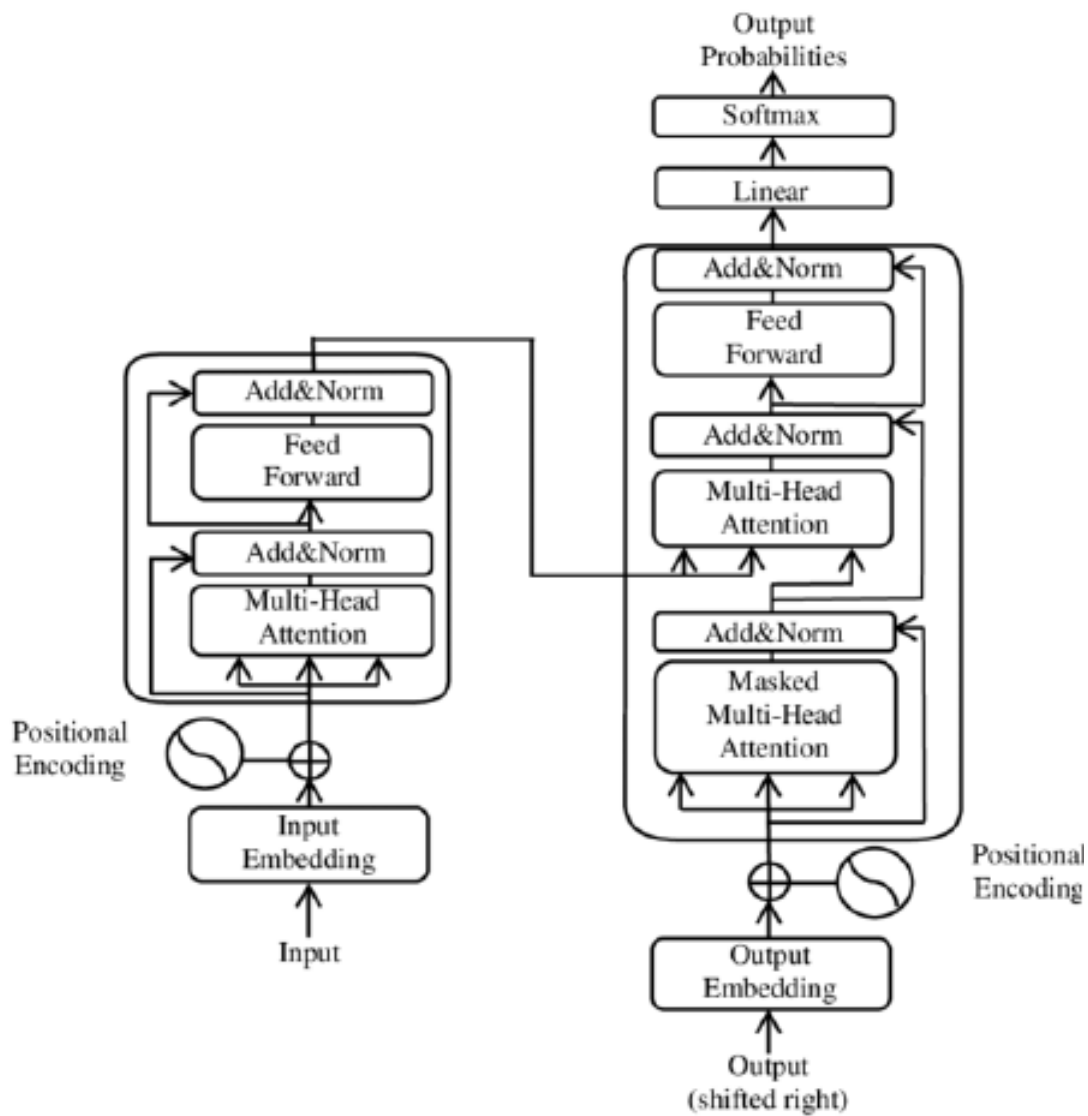 Output
Probabilities
Softmax
Linear
Add&Norm
Feed
Forward
Add&Norm
Multi-Head
Attention
Add&Norm
Masked
Multi-Head
Attention
Positional
Encoding
Output
Embedding
Output
(shifted right)
Add&Norm
Feed
Forward
Add&Norm
Multi-Head
Attention
Positional
Encoding
Input
Embedding
Input